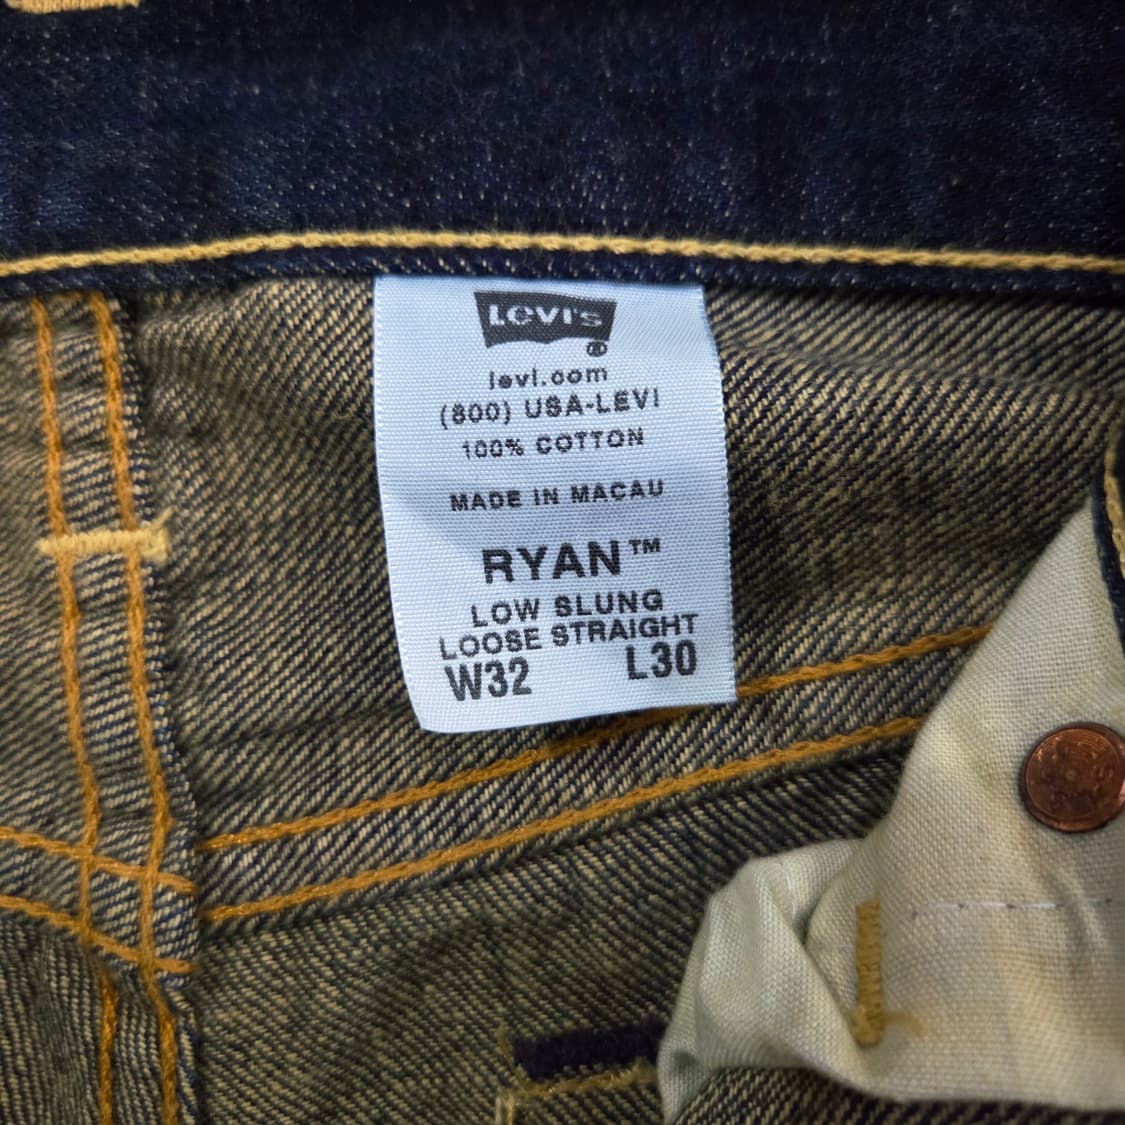 LEVI'S
®
levi.com
(800) USA-LEVI
100% COTTON
MADE IN MACAU
RYAN™
LOW SLUNG
LOOSE STRAIGHT
W32 L30